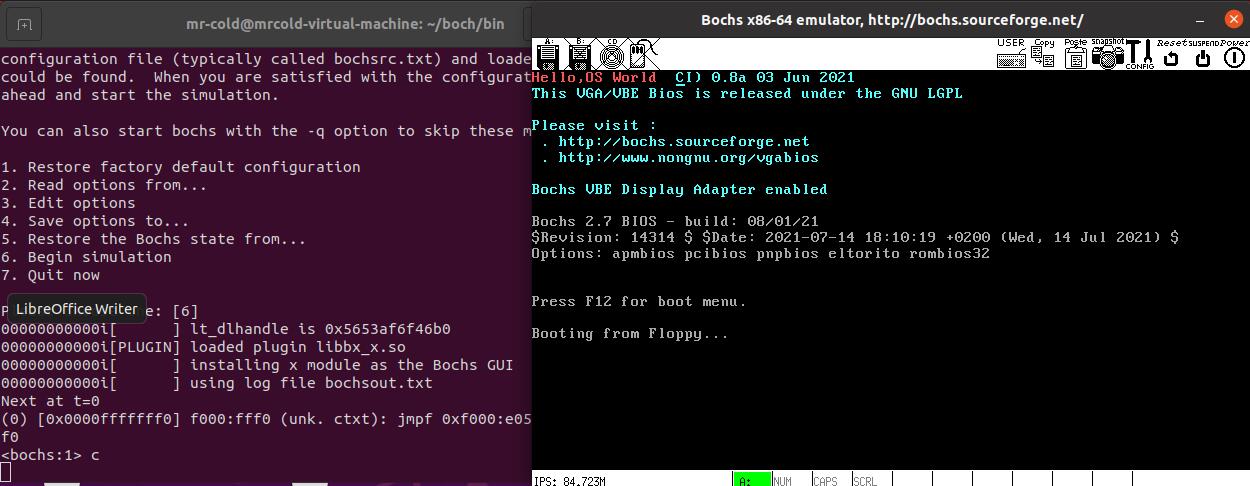 mr-cold@mrcold-virtual-machine: ~/boch/bin
configuration file (typically called bochsrc.txt) and loade
could be found.  When you are satisfied with the configurat
ahead and start the simulation.
You can also start bochs with the -q option to skip these m
1. Restore factory default configuration
2. Read options from...
3. Edit options
4. Save options to...
5. Restore the Bochs state from...
6. Begin simulation
7. Quit now
LibreOffice Writer
P e: [6]
00000000000i[      ] lt_dlhandle is 0x5653af6f46b0
00000000000i[PLUGIN] loaded plugin libbx_x.so
00000000000i[      ] installing x module as the Bochs GUI
00000000000i[      ] using log file bochsout.txt
Next at t=0
(0) [0x0000fffffff0] f000:fff0 (unk. ctxt): jmpf 0xf000:e05
f0
<bochs:1> c
Bochs x86-64 emulator, http://bochs.sourceforge.net/
A: B: CD USER Copy Paste Snapshot CONFIG Reset SUSPEND Power
Hello,OS World  CI) 0.8a 03 Jun 2021
This VGA/VBE Bios is released under the GNU LGPL
Please visit :
. http://bochs.sourceforge.net
. http://www.nongnu.org/vgabios
Bochs VBE Display Adapter enabled
Bochs 2.7 BIOS - build: 08/01/21
$Revision: 14314 $ $Date: 2021-07-14 18:10:19 +0200 (Wed, 14 Jul 2021) $
Options: apmbios pcibios pnpbios eltorito rombios32
Press F12 for boot menu.
Booting from Floppy...
IPS: 84.723M A: NUM CAPS SCRL